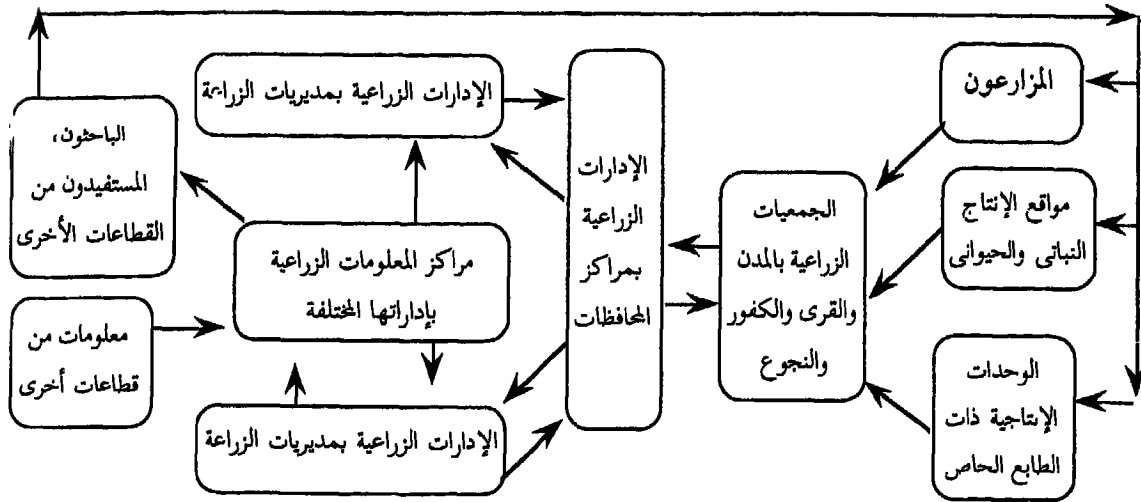 المزارعون
مواقع الإنتاج
النباتى والحيوانى
الوحدات
الإنتاجية ذات
الطابع الخاص
الجمعيات
الزراعية بالمدن
والقرى والكفور
والنجوع
الإدارات
الزراعية
بمراكز
المحافظات
الإدارات الزراعية بمديريات الزراعة
مراكز المعلومات الزراعية
بإداراتها المختلفة
الإدارات الزراعية بمديريات الزراعة
الباحثون،
المستفيدون من
القطاعات الأخرى
معلومات من
قطاعات أخرى